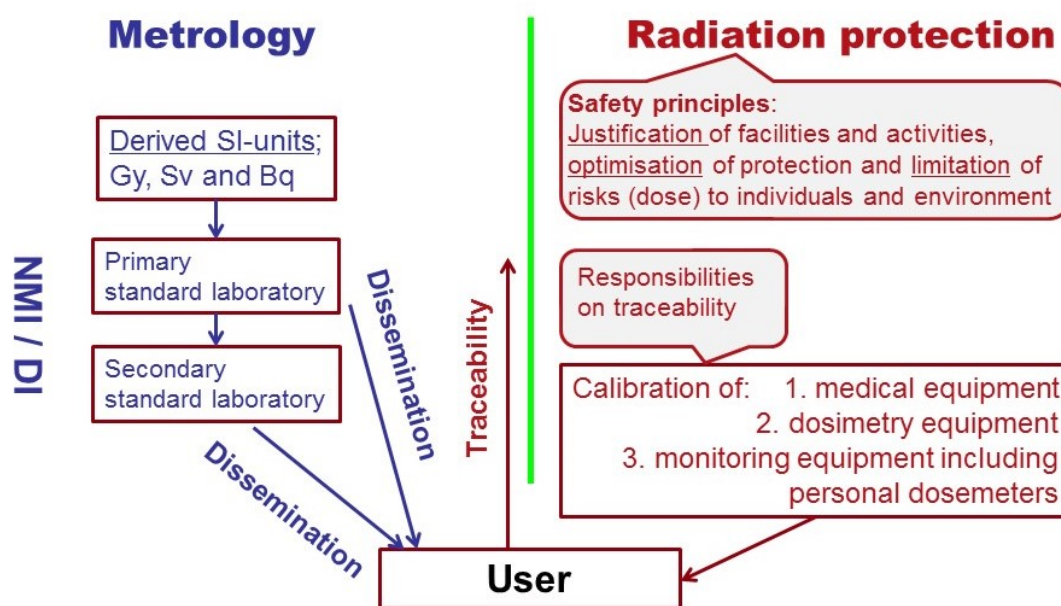 Metrology
Derived SI-units;
Gy, Sv and Bq
Primary
standard laboratory
Secondary
standard laboratory
NMI / DI
Dissemination
Dissemination
Traceability
Radiation protection
Safety principles:
Justification of facilities and activities,
optimisation of protection and limitation of
risks (dose) to individuals and environment
Responsibilities
on traceability
Calibration of: 1. medical equipment
2. dosimetry equipment
3. monitoring equipment including
personal dosemeters
User